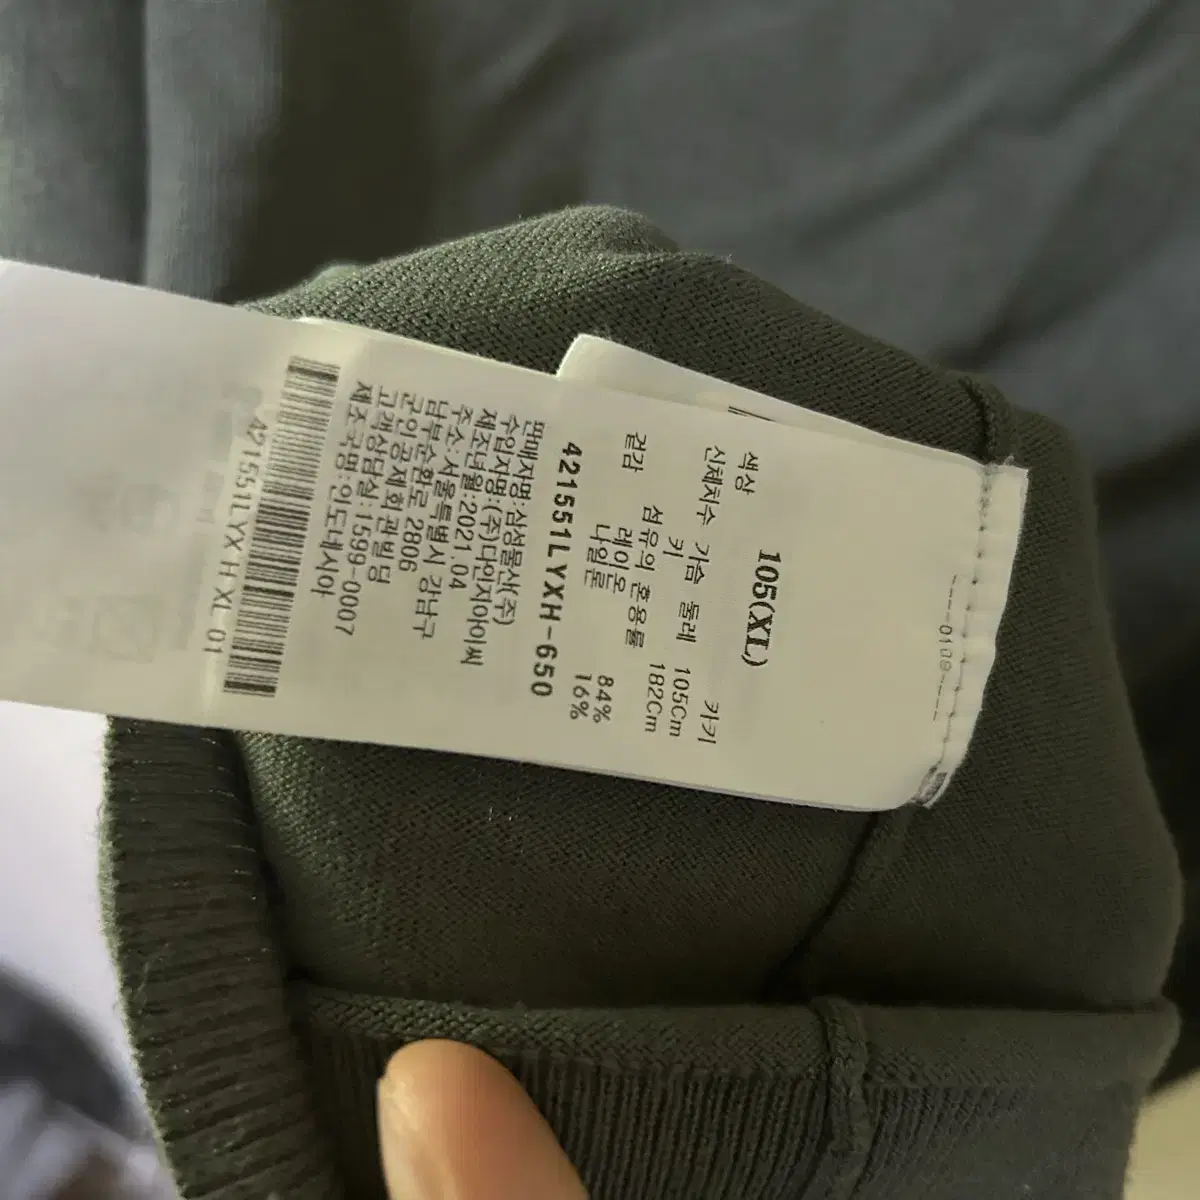 105(XL)
색상 카키
신체치수 가슴 둘레 105Cm
키 182Cm
겉감 섬유의 혼용률
레이온 84%
나일론 16%
42155LYXH-650
판매자명:삼성물산(주)
수입자명:(주)다인지아이씨
제조년월:2021.04
주소:서울특별시 강남구
남부순환로 2806
군인공제회관빌딩
고객상담실:1599-0007
제조국명:인도네시아
42155LYXHXL 01